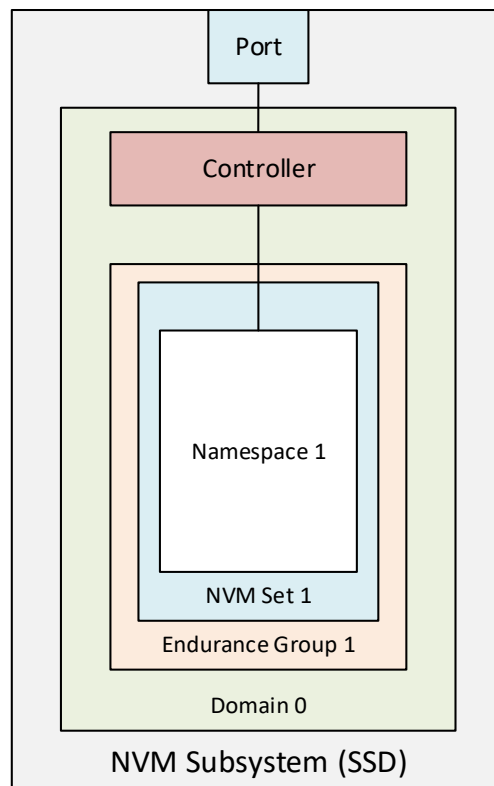 Port
Controller
Namespace 1
NVM Set 1
Endurance Group 1
Domain 0
NVM Subsystem (SSD)